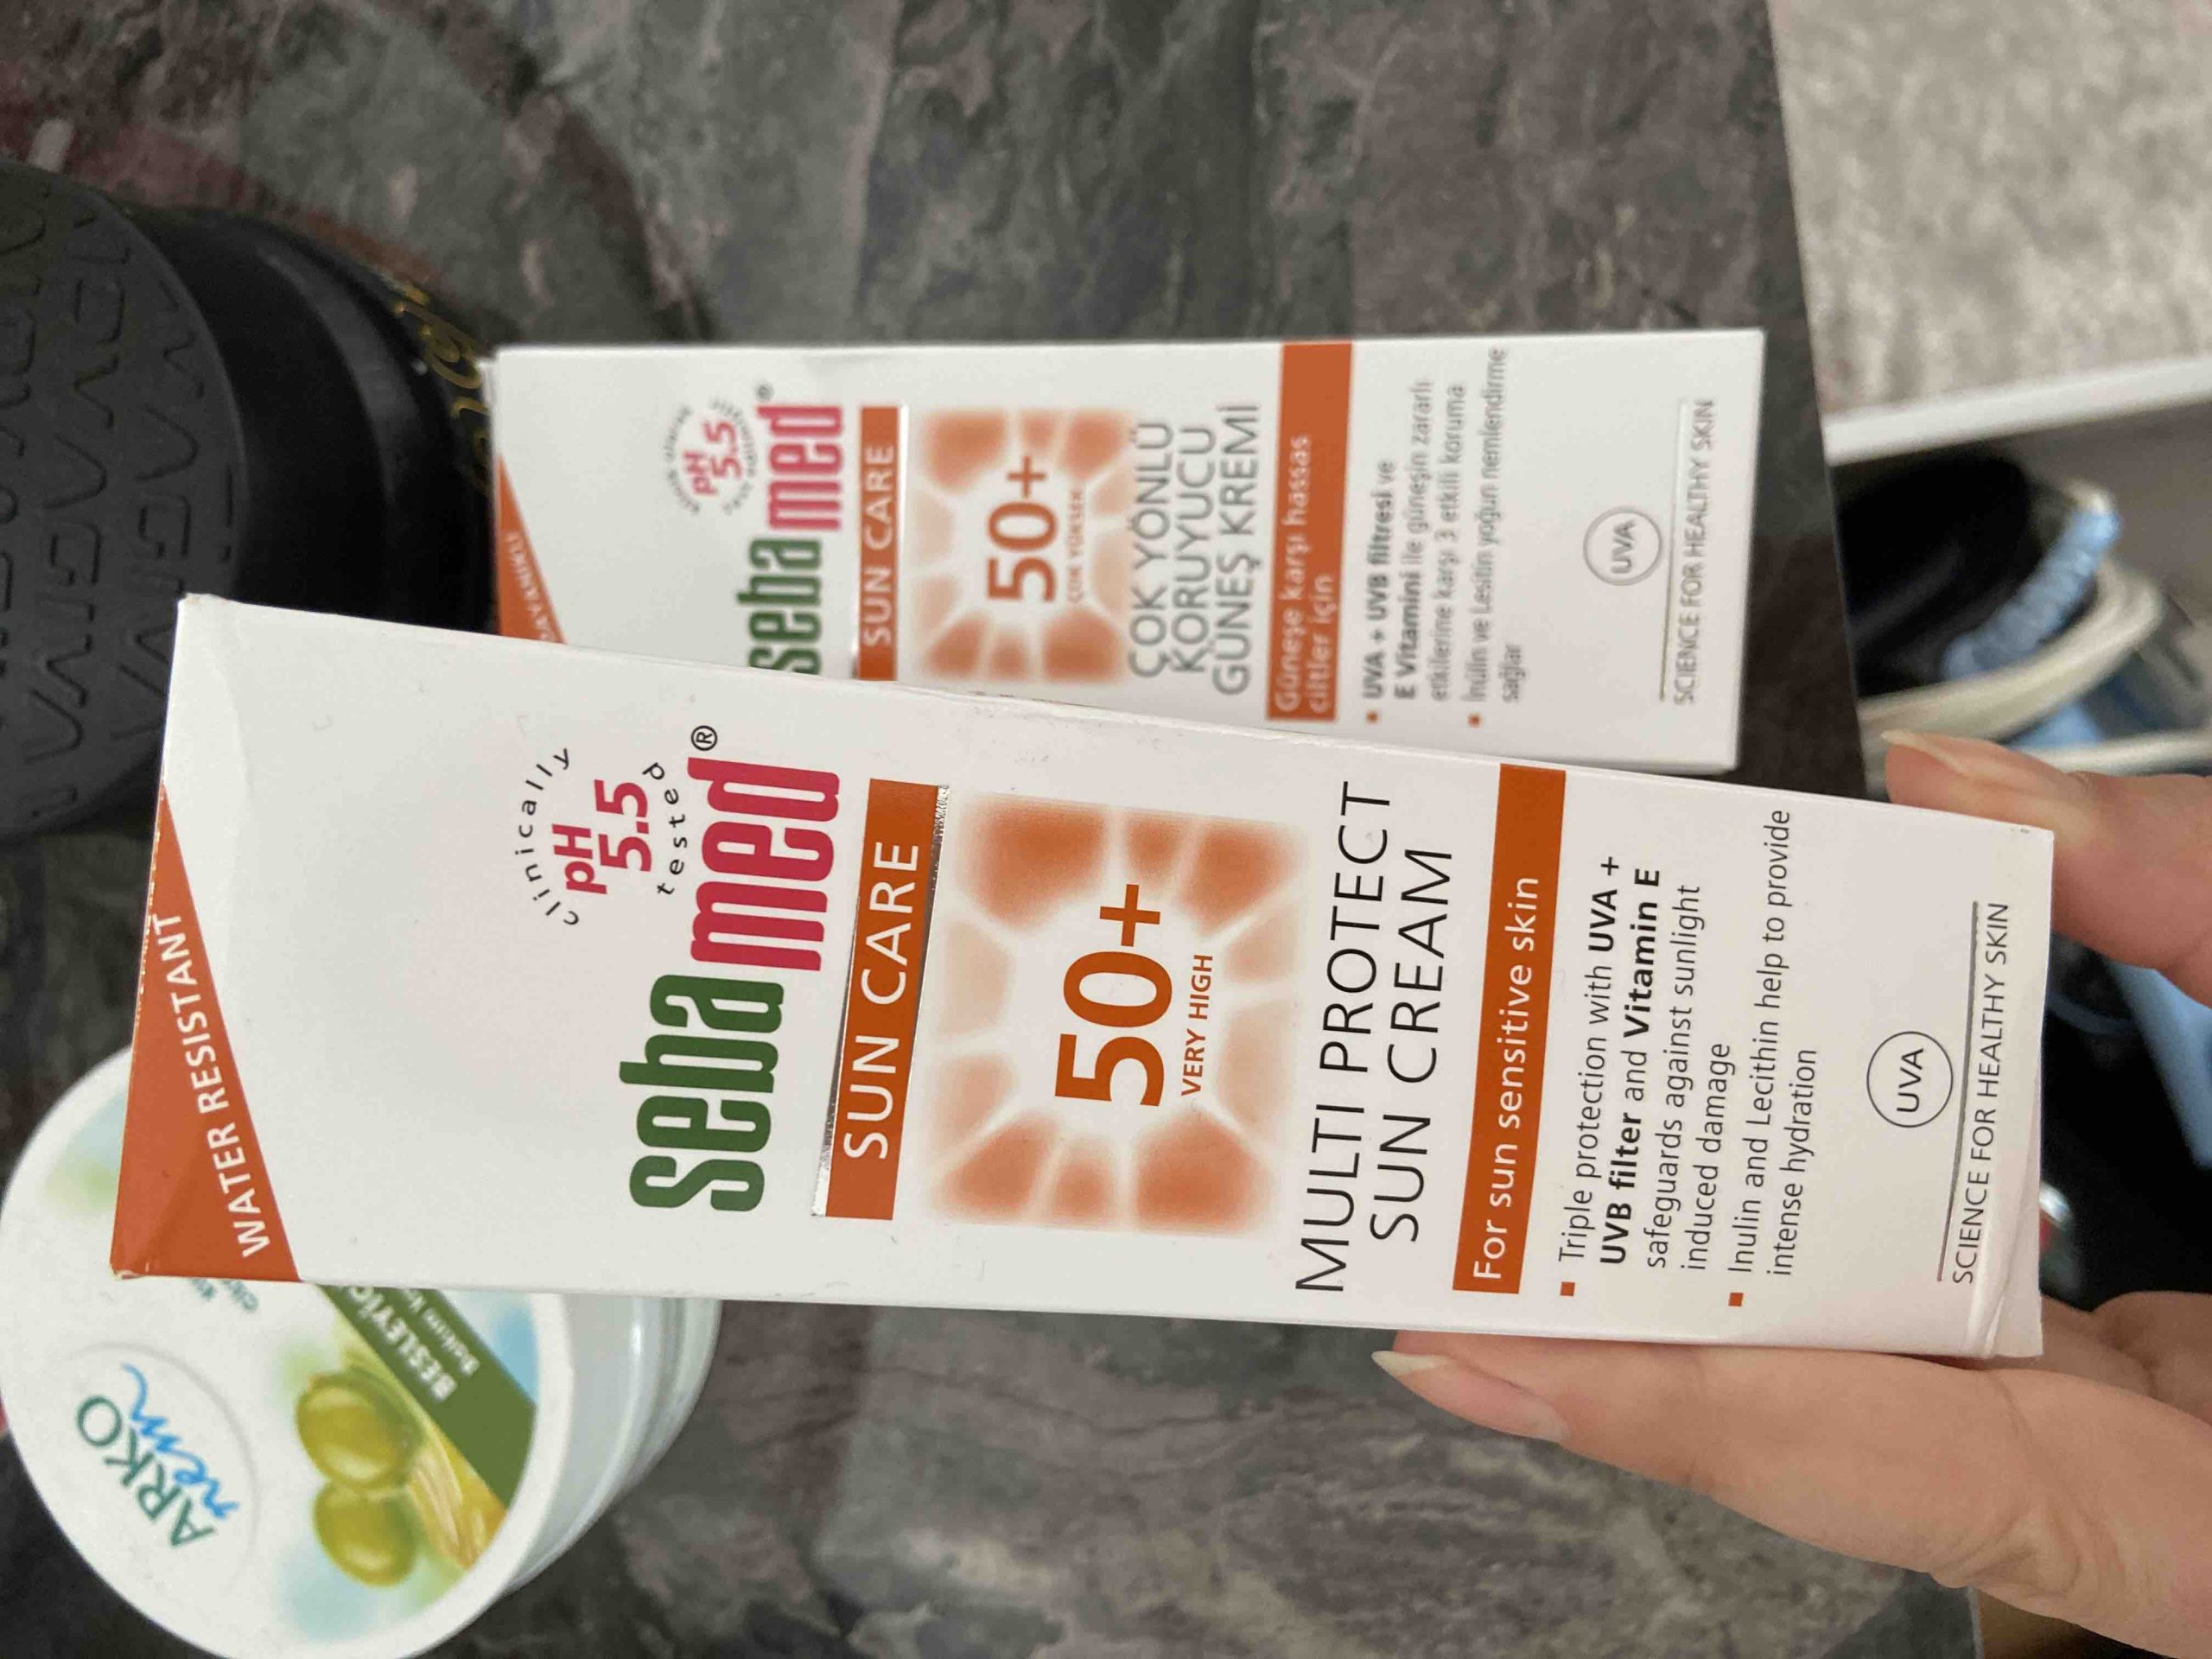 WATER RESISTANT
clinically
pH
5.5
tested
sebamed®
SUN CARE
50+
VERY HIGH
MULTI PROTECT
SUN CREAM
For sun sensitive skin
▪ Triple protection with UVA +
UVB filter and Vitamin E
safeguards against sunlight
induced damage
▪ Inulin and Lecithin help to provide
intense hydration
UVA
SCIENCE FOR HEALTHY SKIN
pH
5.5
sebamed®
SUN CARE
50+
ÇOK YÜKSEK
ÇOK YÖNLÜ
KORUYUCU
GÜNEŞ KREMİ
Güneşe karşı hassas
ciltler için
▪ UVA + UVB filtresi ve
E Vitamini ile güneşin zararlı
etkilerine karşı 3 etkili koruma
▪ İnülin ve Lesitin yoğun nemlendirme
sağlar
UVA
SCIENCE FOR HEALTHY SKIN
ARKO
nem